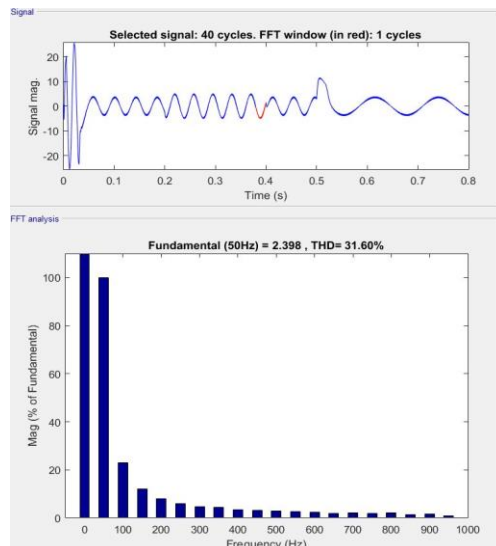 Signal
Selected signal: 40 cycles. FFT window (in red): 1 cycles
20
10
0
-10
-20
Signal mag.
0 0.1 0.2 0.3 0.4 0.5 0.6 0.7 0.8
Time (s)
FFT analysis
Fundamental (50Hz) = 2.398 , THD= 31.60%
100
80
60
40
20
0
Mag (% of Fundamental)
0 100 200 300 400 500 600 700 800 900 1000
Frequency (Hz)